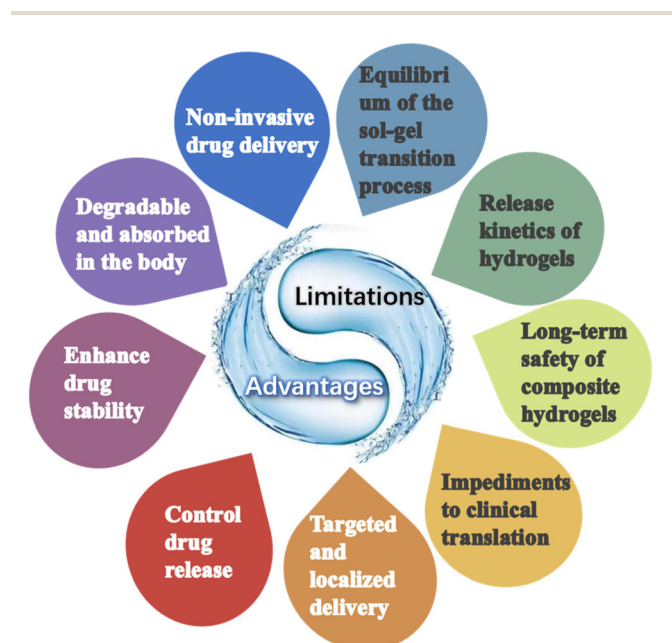 Non-invasive
drug delivery
Equilibri
um of the
sol-gel
transition
process
Degradable
and absorbed
in the body
Release
kinetics of
hydrogels
Limitations
Advantages
Enhance
drug
stability
Long-term
safety of
composite
hydrogels
Control
drug
release
Targeted
and
localized
delivery
Impediments
to clinical
translation